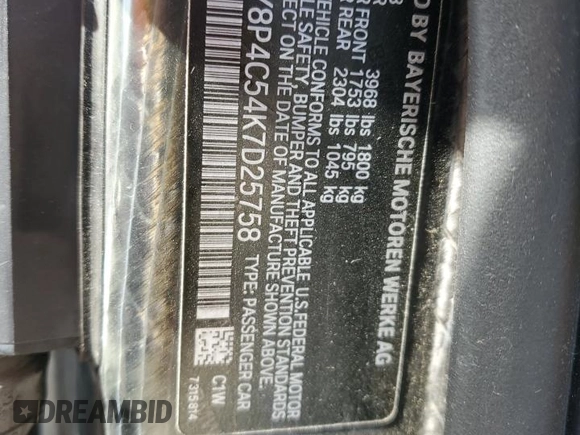 D BY BAYERISCHE MOTOREN WERKE AG
3968 lbs 1800 kg
FRONT 1753 lbs 795 kg
REAR 2304 lbs 1045 kg
VEHICLE CONFORMS TO ALL APPLICABLE U.S.FEDERAL MOTOR
SAFETY, BUMPER AND THEFT PREVENTION STANDARDS
ECT ON THE DATE OF MANUFACTURE SHOWN ABOVE.
8P4C54K7D25758 TYPE: PASSENGER CAR
C1W
7315814
DREAMBID